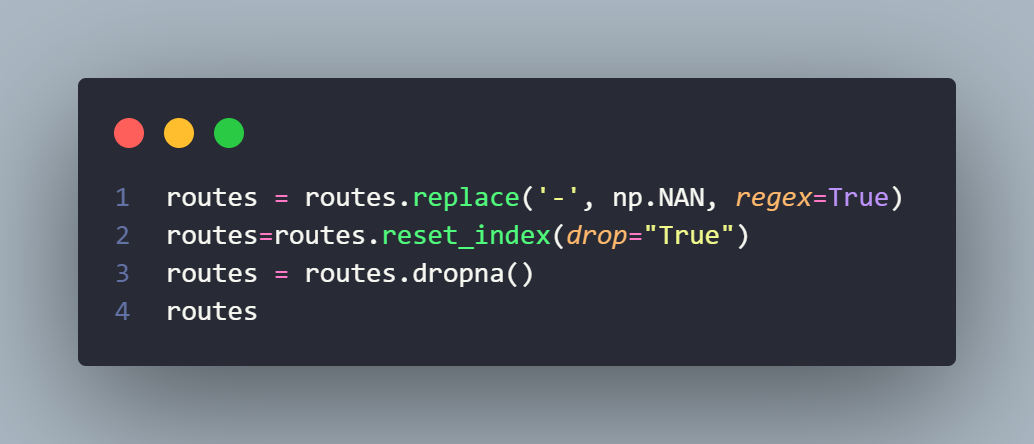 1 routes = routes.replace('-', np.NAN, regex=True)
2 routes=routes.reset_index(drop="True")
3 routes = routes.dropna()
4 routes